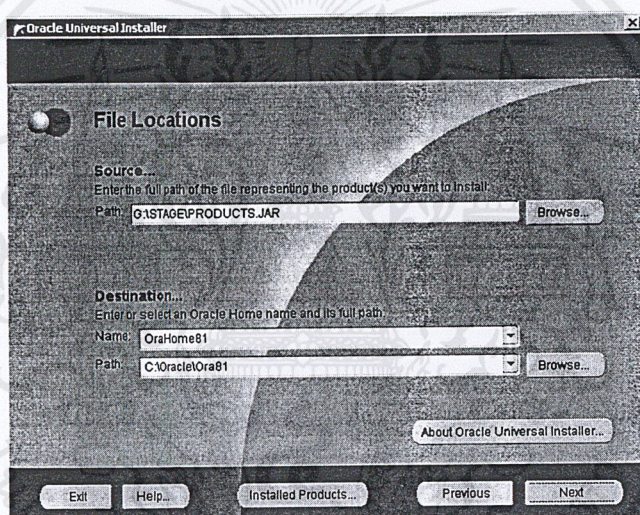 Oracle Universal Installer
File Locations
Source...
Enter the full path of the file representing the product(s) you want to install:
Path: G:\STAGE\PRODUCTS.JAR Browse...
Destination...
Enter or select an Oracle Home name and its full path:
Name: OraHome81
Path: C:\Oracle\Ora81 Browse...
About Oracle Universal Installer...
Exit Help... Installed Products... Previous Next